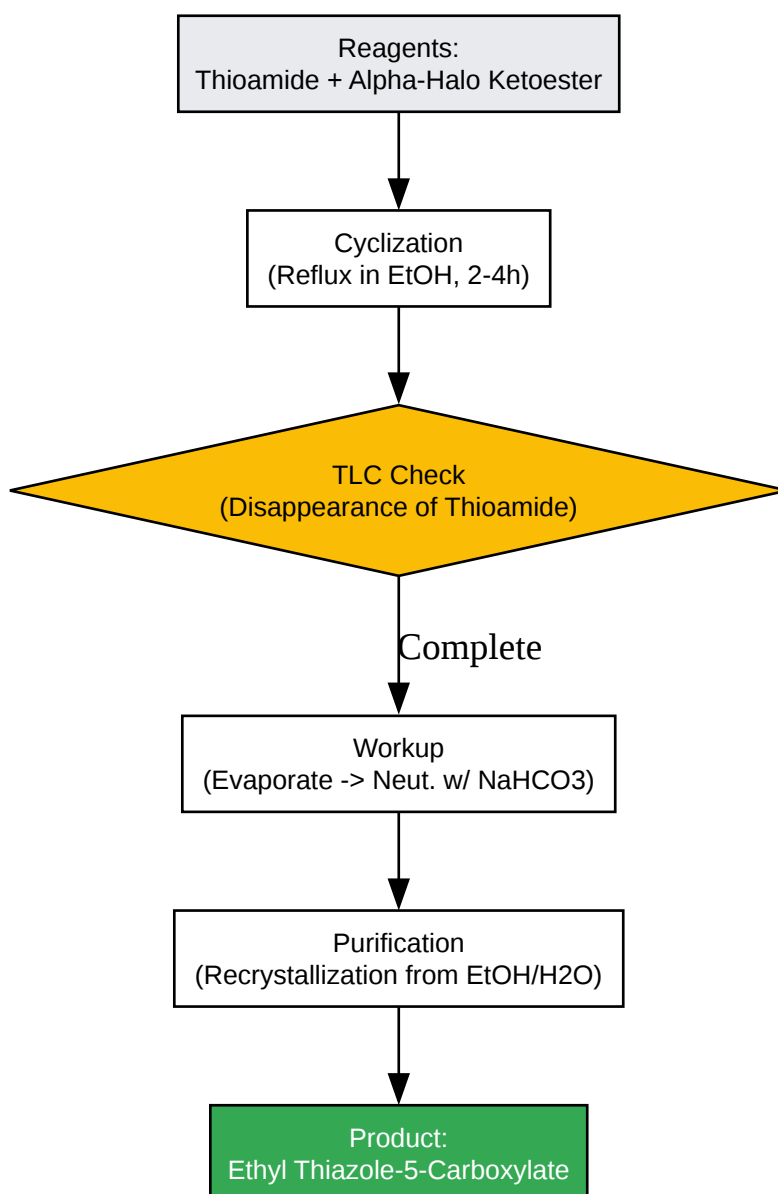 Reagents:
Thioamide + Alpha-Halo Ketoester
Cyclization
(Reflux in EtOH, 2-4h)
TLC Check
(Disappearance of Thioamide)
Complete
Workup
(Evaporate -> Neut. w/ NaHCO3)
Purification
(Recrystallization from EtOH/H2O)
Product:
Ethyl Thiazole-5-Carboxylate